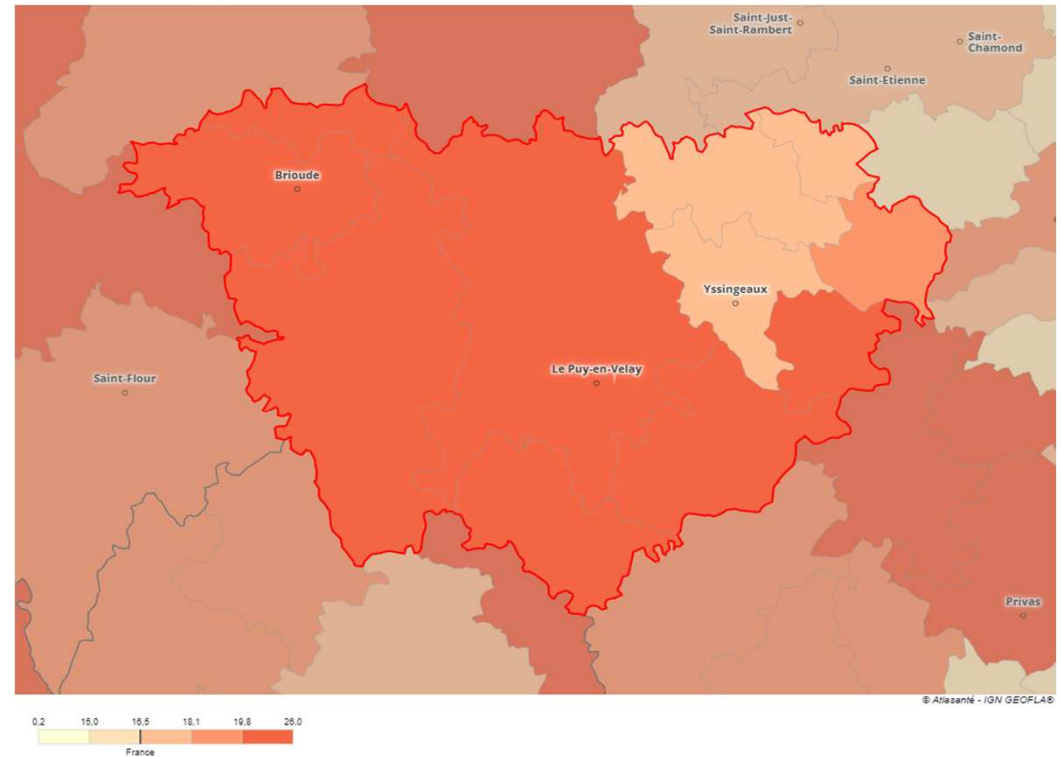 Saint-Just-
Saint-Rambert
Saint-
Chamond
Saint-Etienne
Brioude
Yssingeaux
Le Puy-en-Velay
Saint-Flour
Privas
© Atlasanté - IGN GEOFLA®
0,2 15,0 16,5 18,1 19,8 26,0
France